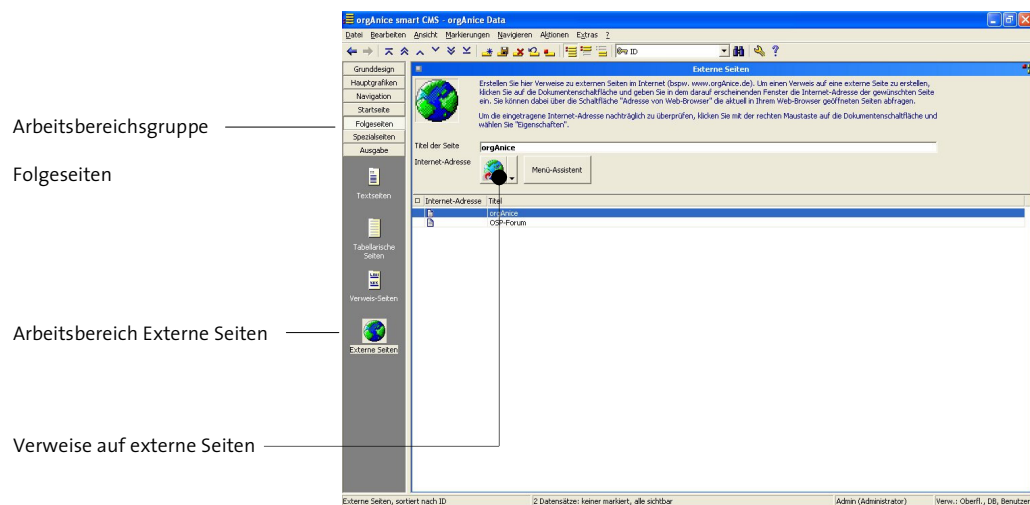 orgAnice smart CMS - orgAnice Data
Datei Bearbeiten Ansicht Markierungen Navigieren Aktionen Extras ?
ID
Grunddesign
Hauptgrafiken
Navigation
Startseite
Folgeseiten
Spezialseiten
Ausgabe
Textseiten
Tabellarische
Seiten
Verweis-Seiten
Externe Seiten
Externe Seiten
Erstellen Sie hier Verweise zu externen Seiten im Internet (bspw. www.orgAnice.de). Um einen Verweis auf eine externe Seite zu erstellen,
klicken Sie auf die Dokumentenschaltfläche und geben Sie in dem darauf erscheinenden Fenster die Internet-Adresse der gewünschten Seite
ein. Sie können dabei über die Schaltfläche "Adresse von Web-Browser" die aktuell in Ihrem Web-Browser geöffneten Seiten abfragen.
Um die eingetragene Internet-Adresse nachträglich zu überprüfen, klicken Sie mit der rechten Maustaste auf die Dokumentenschaltfläche und
wählen Sie "Eigenschaften".
Titel der Seite orgAnice
Internet-Adresse Menü-Assistent
Internet-Adresse Titel
orgAnice
OSP-Forum
Externe Seiten, sortiert nach ID 2 Datensätze: keiner markiert, alle sichtbar Admin (Administrator) Verw.: Oberfl., DB, Benutzer
Arbeitsbereichsgruppe
Folgeseiten
Arbeitsbereich Externe Seiten
Verweise auf externe Seiten